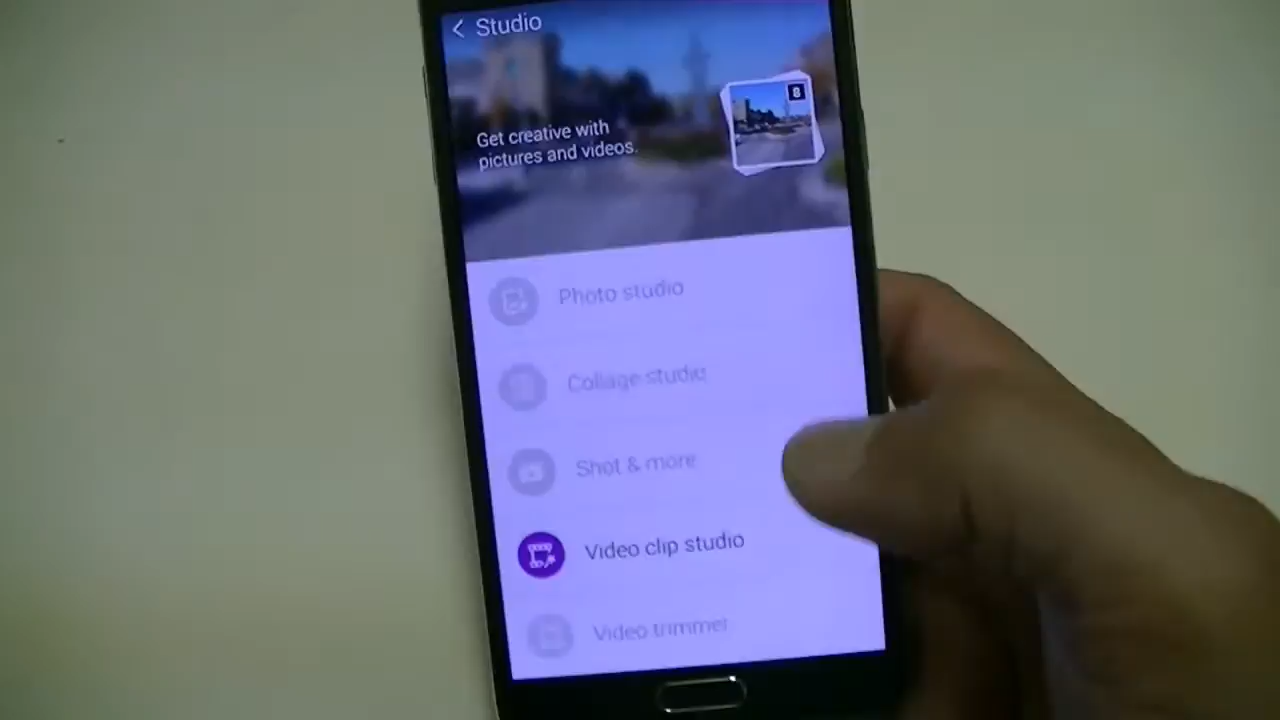 Studio
8
Get creative with
pictures and videos.
Photo studio
Collage studio
Shot & more
Video clip studio
Video trimmer